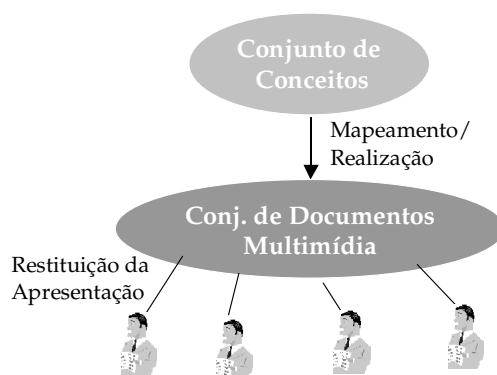 Conjunto de
Conceitos
Mapeamento/
Realização
Conj. de Documentos
Multimídia
Restituição da
Apresentação